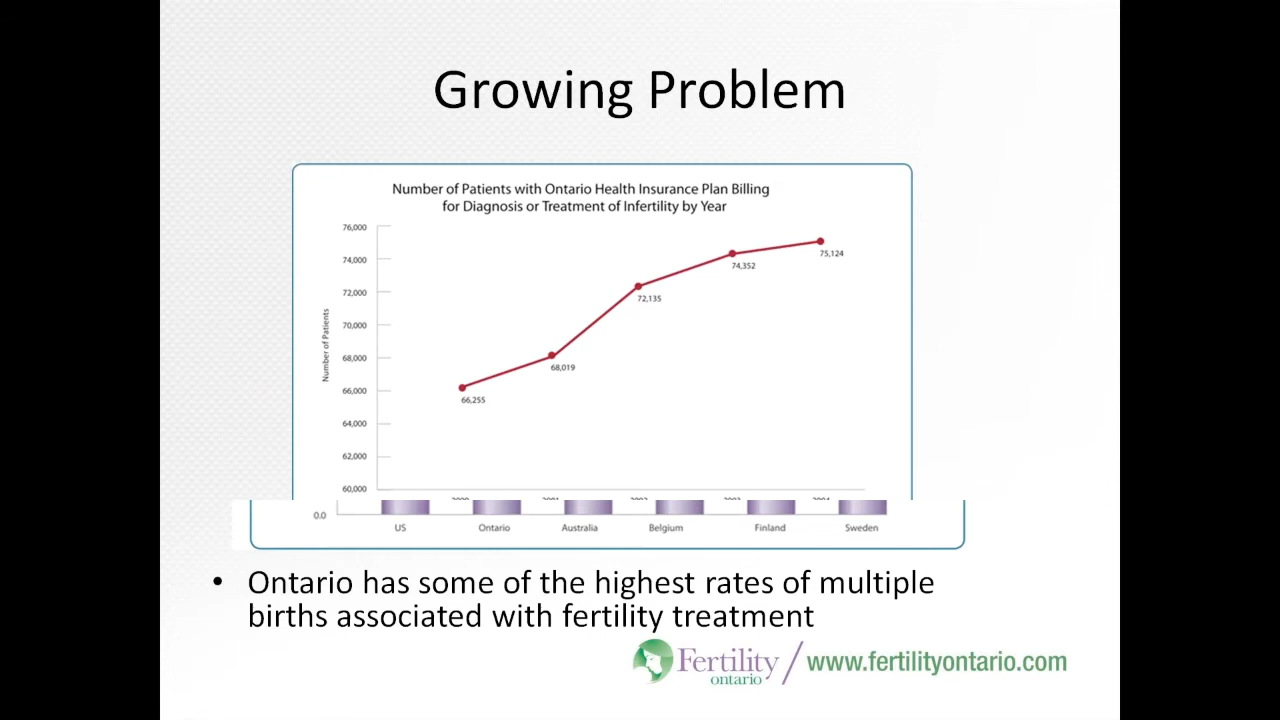 Growing Problem
Number of Patients with Ontario Health Insurance Plan Billing
for Diagnosis or Treatment of Infertility by Year
76,000
74,000
72,000
70,000
68,000
66,000
64,000
62,000
60,000
Number of Patients
66,255
68,019
72,135
74,352
75,124
0.0
US Ontario Australia Belgium Finland Sweden
• Ontario has some of the highest rates of multiple
births associated with fertility treatment
Fertility
ontario
www.fertilityontario.com